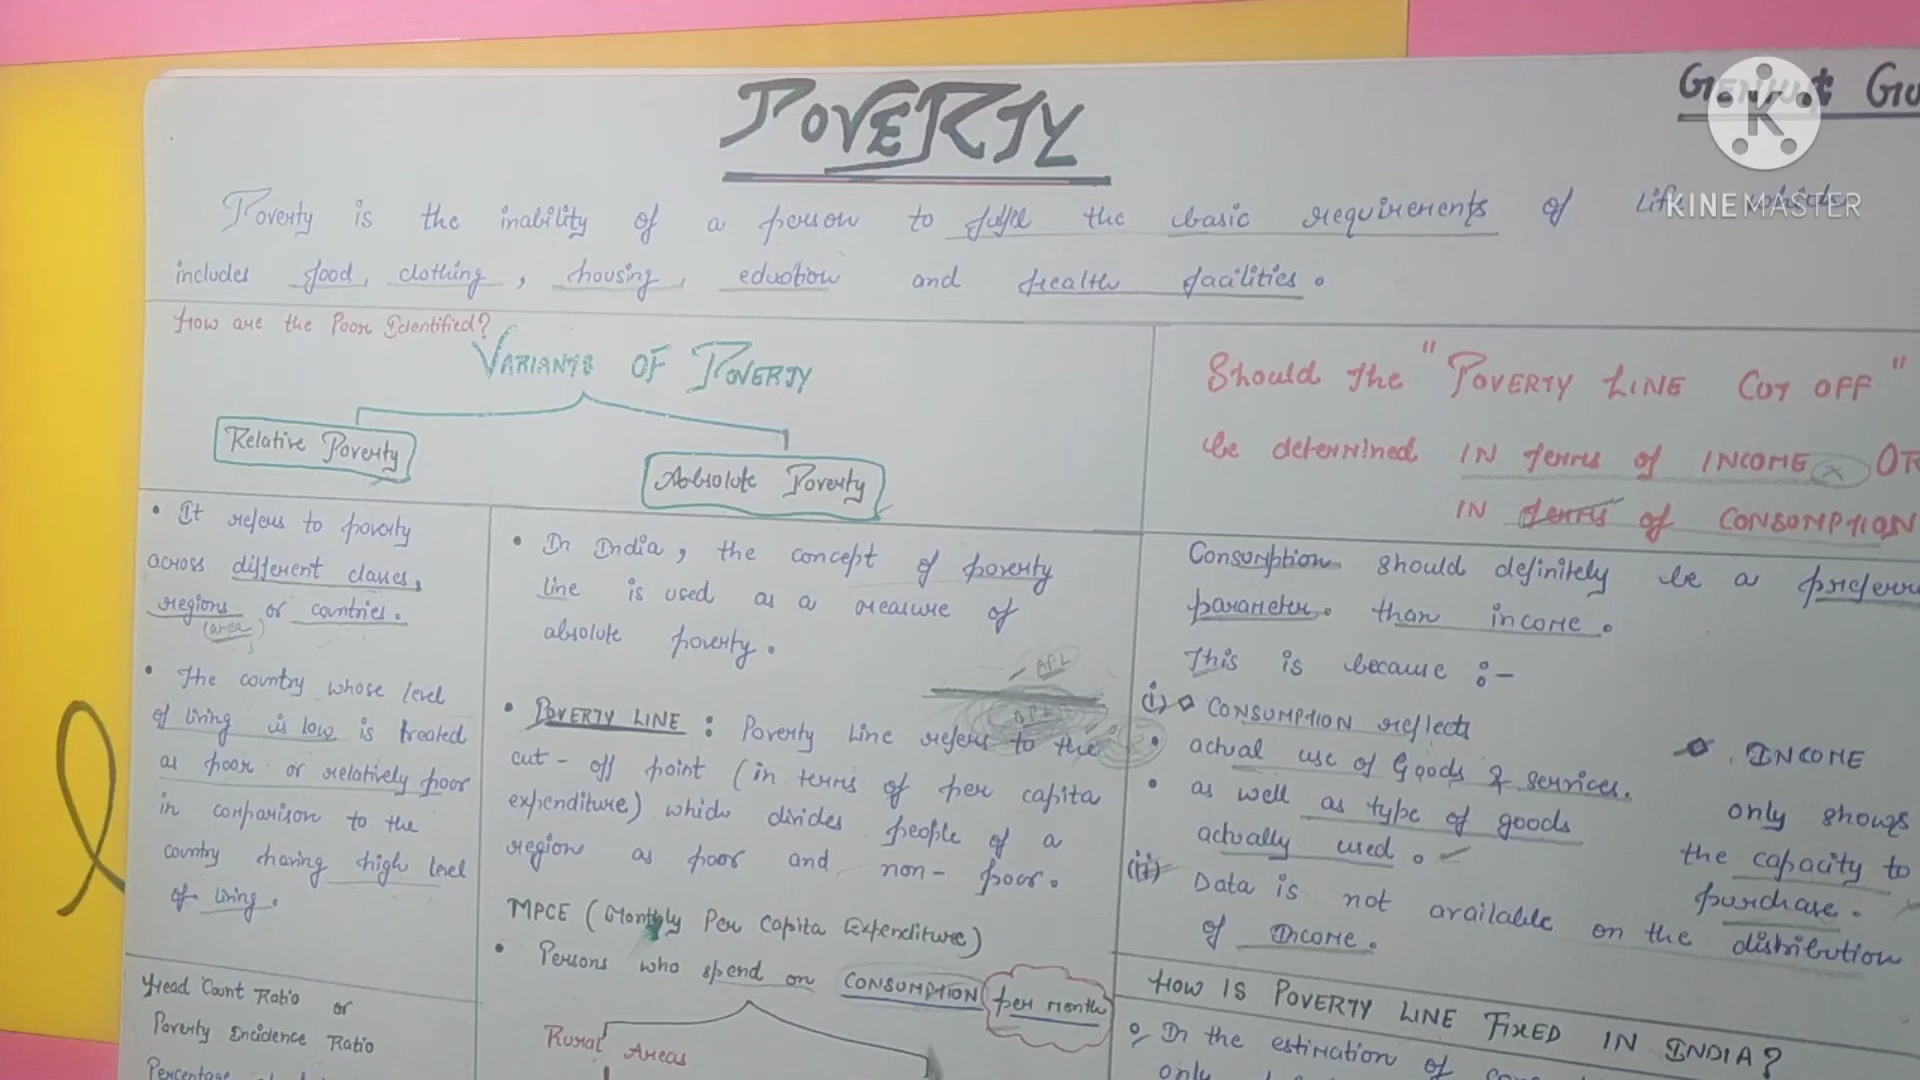 POVERTY
KINEMASTER
Poverty is the inability of a person to fulfil the basic requirements of life
includes food, clothing, housing, eduation and health facilities.
How are the Poor Identified?
VARIANTS OF POVERTY
Relative Poverty
Absolute Poverty
• It refers to poverty
across different classes,
regions or countries.
(area)
• The country whose level
of living is low is treated
as poor or relatively poor
in comparison to the
country having high level
of living.
Head Count Ratio
or
Poverty Incidence Ratio
Percentage
• In India, the concept of poverty
line is used as a measure of
absolute poverty.
APL
BPL
• POVERTY LINE : Poverty Line refers to the
cut-off point (in terms of per capita
expenditure) which divides people of a
region as poor and non-poor.
MPCE (Monthly Per Capita Expenditure)
• Persons who spend on CONSUMPTION per month
Rural Areas
Should the "POVERTY LINE CUT OFF"
be determined IN terms of INCOME
IN terms of CONSUMPTION
Consumption should definitely be a
parameter. than income.
This is because :-
(i) CONSUMPTION reflects
• actual use of Goods & services.
• as well as type of goods
actually used.
INCOME
only shows
the capacity to
purchase.
(ii) Data is not available on the distribution
of Income.
HOW IS POVERTY LINE FIXED IN INDIA?
In the estimation of
only